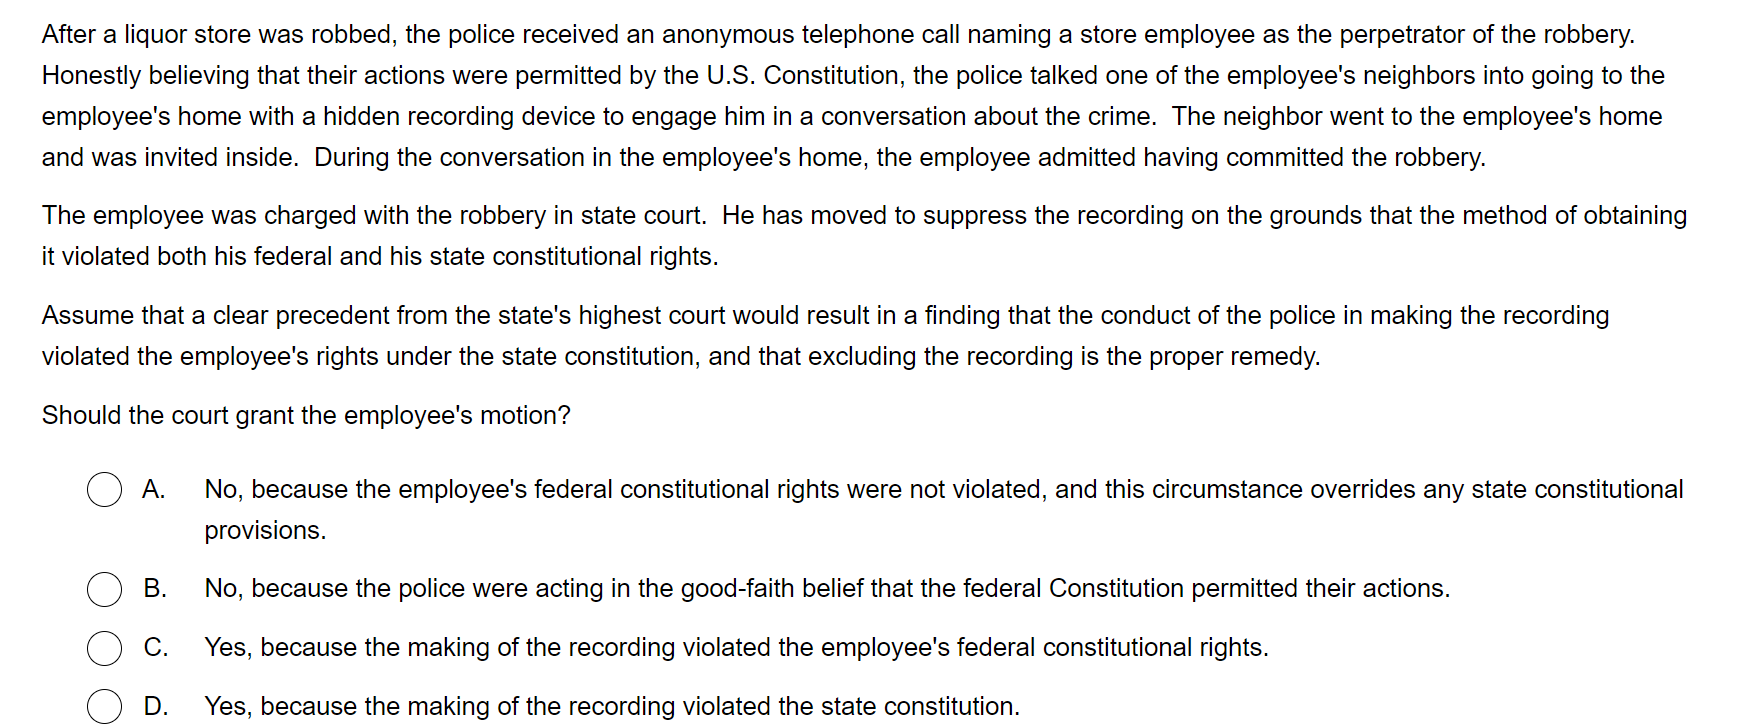 After a liquor store was robbed, the police received an anonymous telephone call naming a store employee as the perpetrator of the robbery.
Honestly believing that their actions were permitted by the U.S. Constitution, the police talked one of the employee's neighbors into going to the
employee's home with a hidden recording device to engage him in a conversation about the crime.  The neighbor went to the employee's home
and was invited inside.  During the conversation in the employee's home, the employee admitted having committed the robbery.
The employee was charged with the robbery in state court.  He has moved to suppress the recording on the grounds that the method of obtaining
it violated both his federal and his state constitutional rights.
Assume that a clear precedent from the state's highest court would result in a finding that the conduct of the police in making the recording
violated the employee's rights under the state constitution, and that excluding the recording is the proper remedy.
Should the court grant the employee's motion?
A. No, because the employee's federal constitutional rights were not violated, and this circumstance overrides any state constitutional
provisions.
B. No, because the police were acting in the good-faith belief that the federal Constitution permitted their actions.
C. Yes, because the making of the recording violated the employee's federal constitutional rights.
D. Yes, because the making of the recording violated the state constitution.